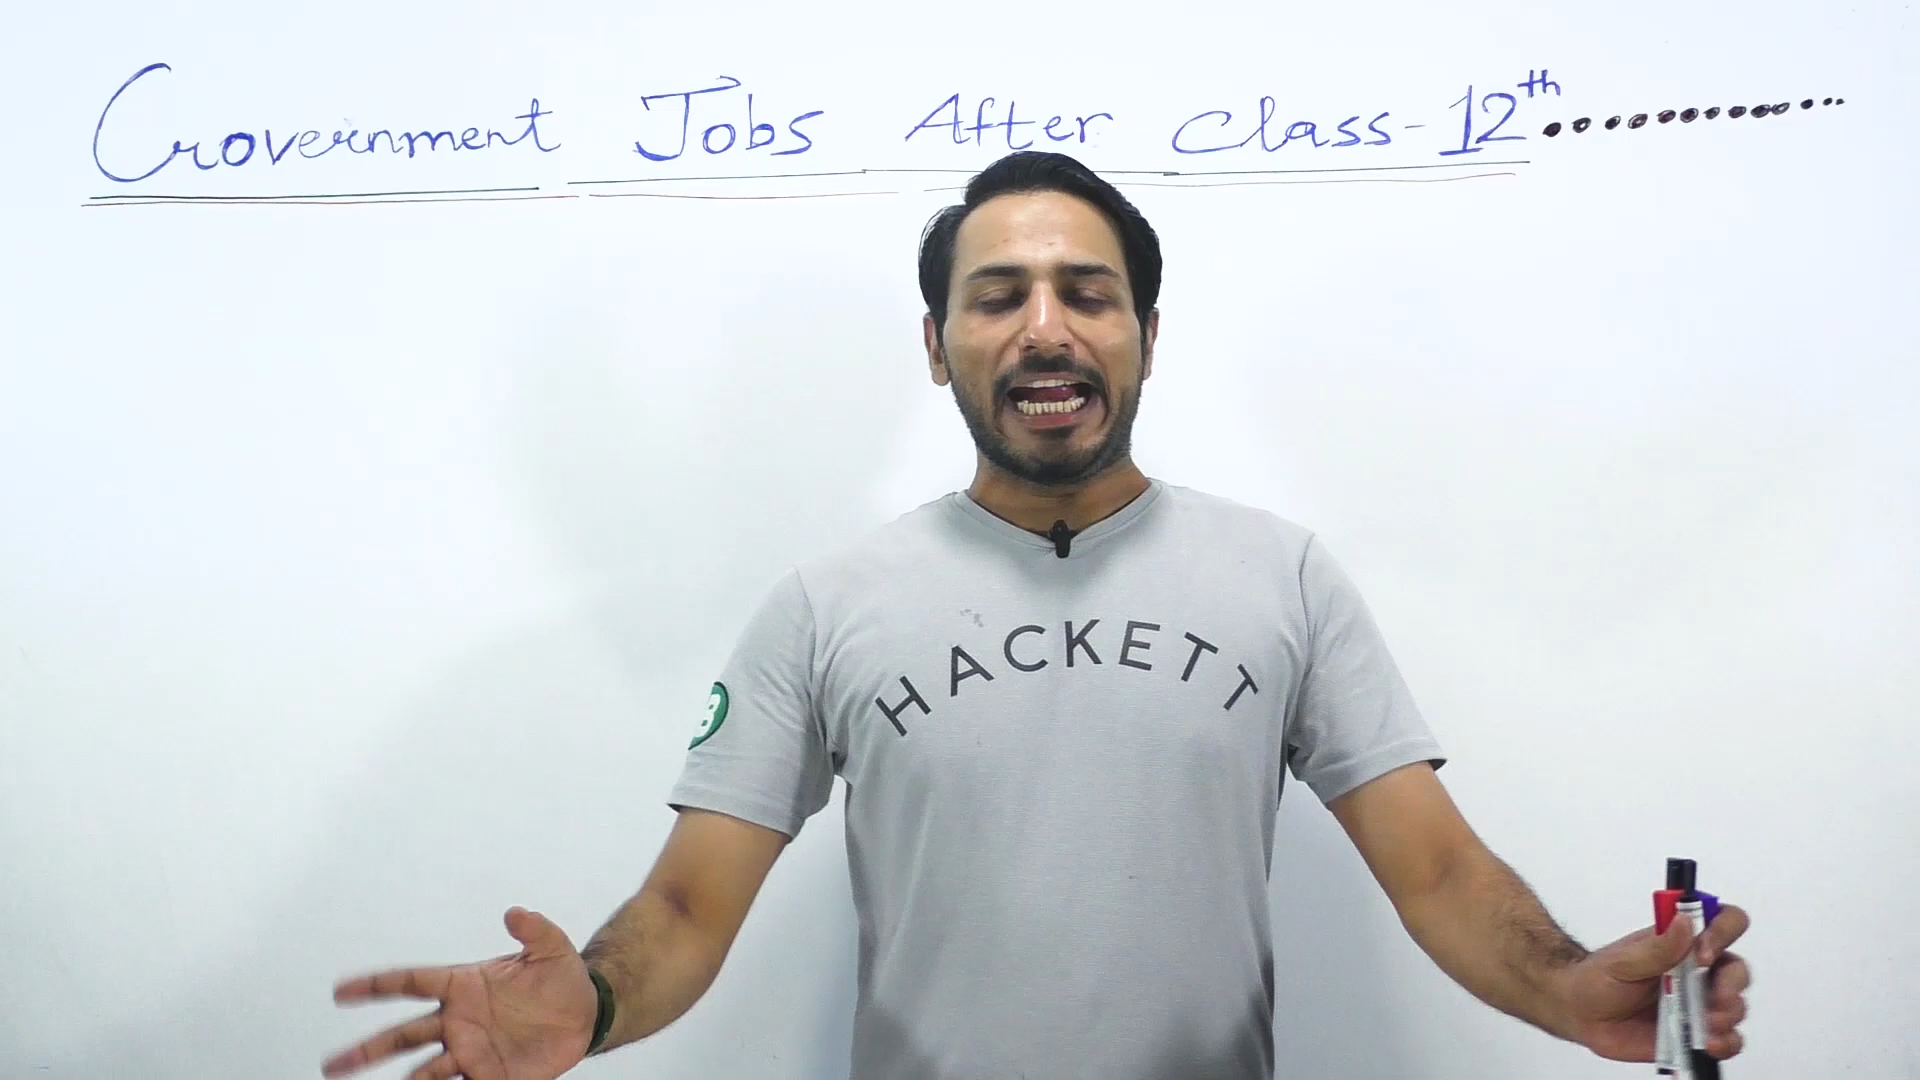 Government Jobs After Class-12th..................
HACKETT
B